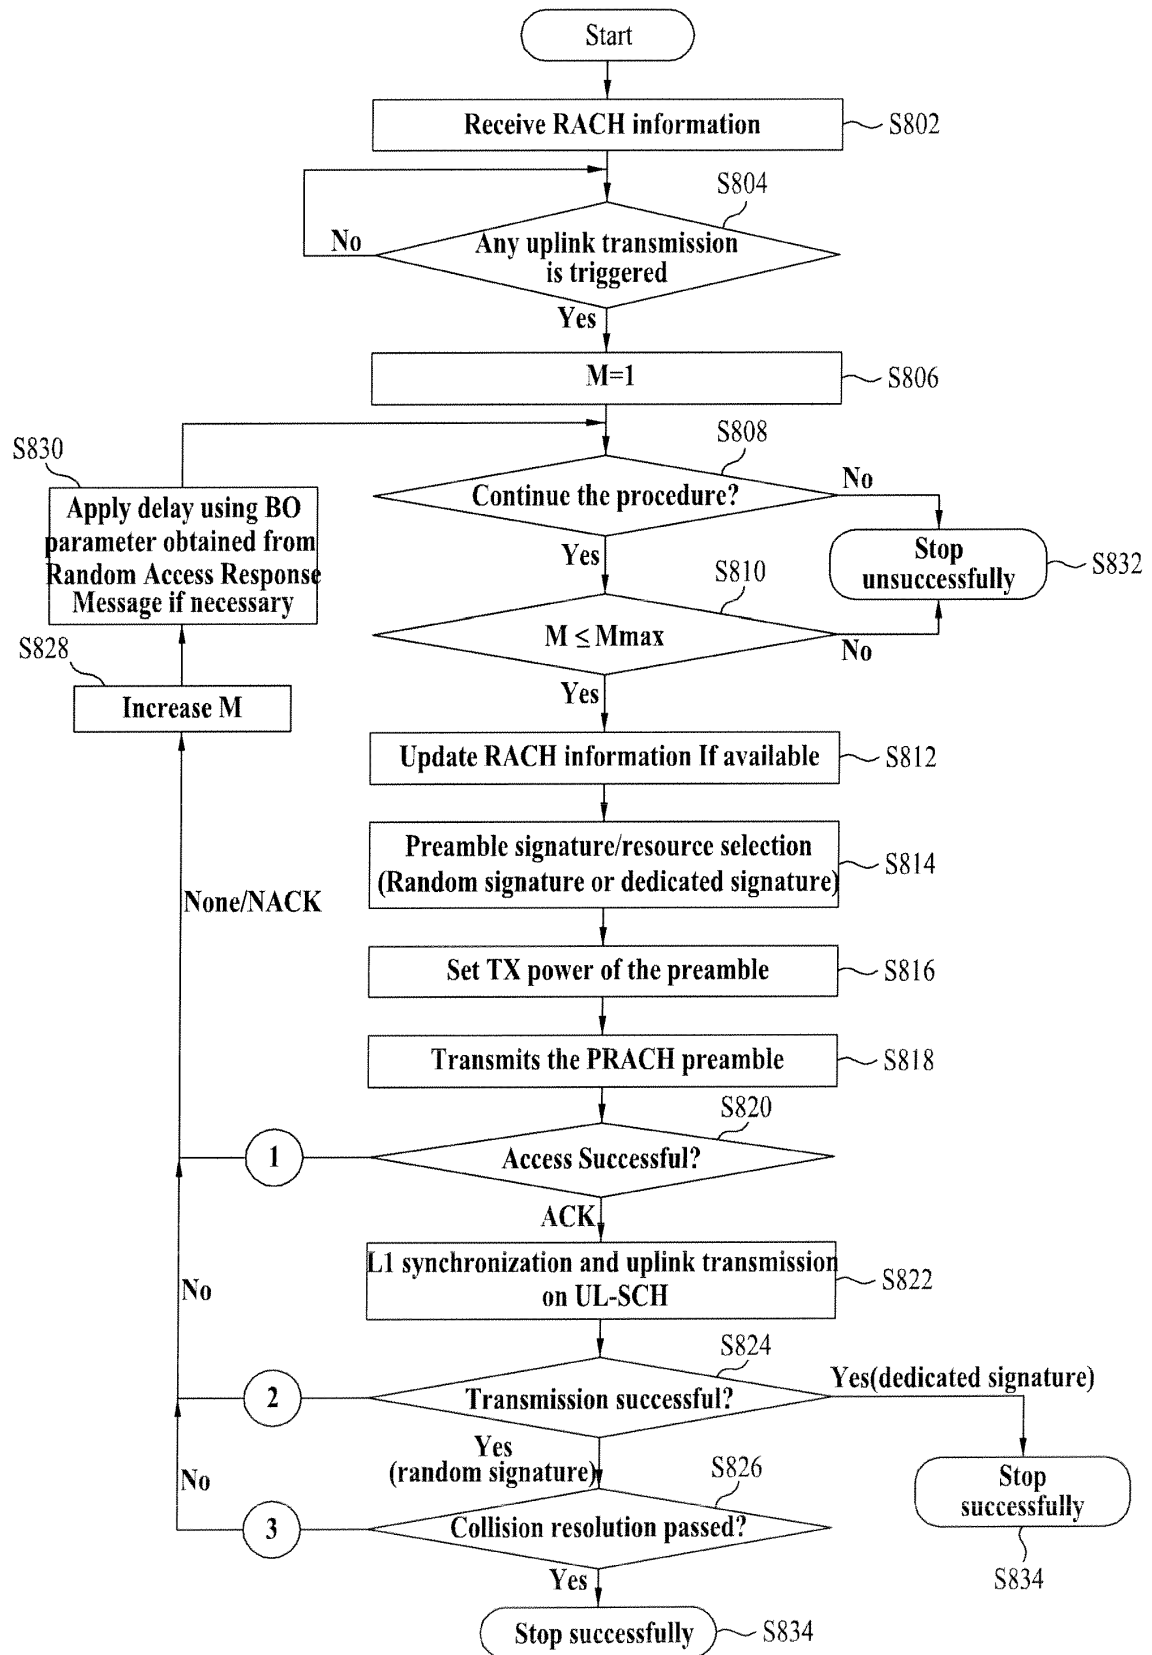 Start
Receive RACH information
S802
S804
Any uplink transmission
is triggered
No
Yes
M=1
S806
S830
Apply delay using BO
parameter obtained from
Random Access Response
Message if necessary
S808
Continue the procedure?
No
Yes
Stop
unsuccessfully
S832
S810
M ≤ Mmax
No
Yes
S828
Increase M
Update RACH information If available
S812
Preamble signature/resource selection
(Random signature or dedicated signature)
S814
None/NACK
Set TX power of the preamble
S816
Transmits the PRACH preamble
S818
S820
1
Access Successful?
ACK
L1 synchronization and uplink transmission
on UL-SCH
S822
No
S824
2
Transmission successful?
Yes(dedicated signature)
Yes
(random signature)
No
S826
Stop
successfully
S834
3
Collision resolution passed?
Yes
Stop successfully
S834